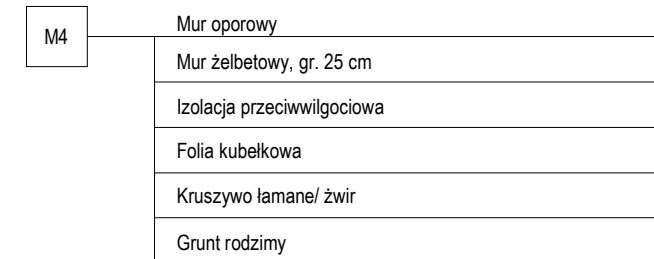 M4
Mur oporowy
Mur żelbetowy, gr. 25 cm
Izolacja przeciwwilgociowa
Folia kubełkowa
Kruszywo łamane/ żwir
Grunt rodzimy